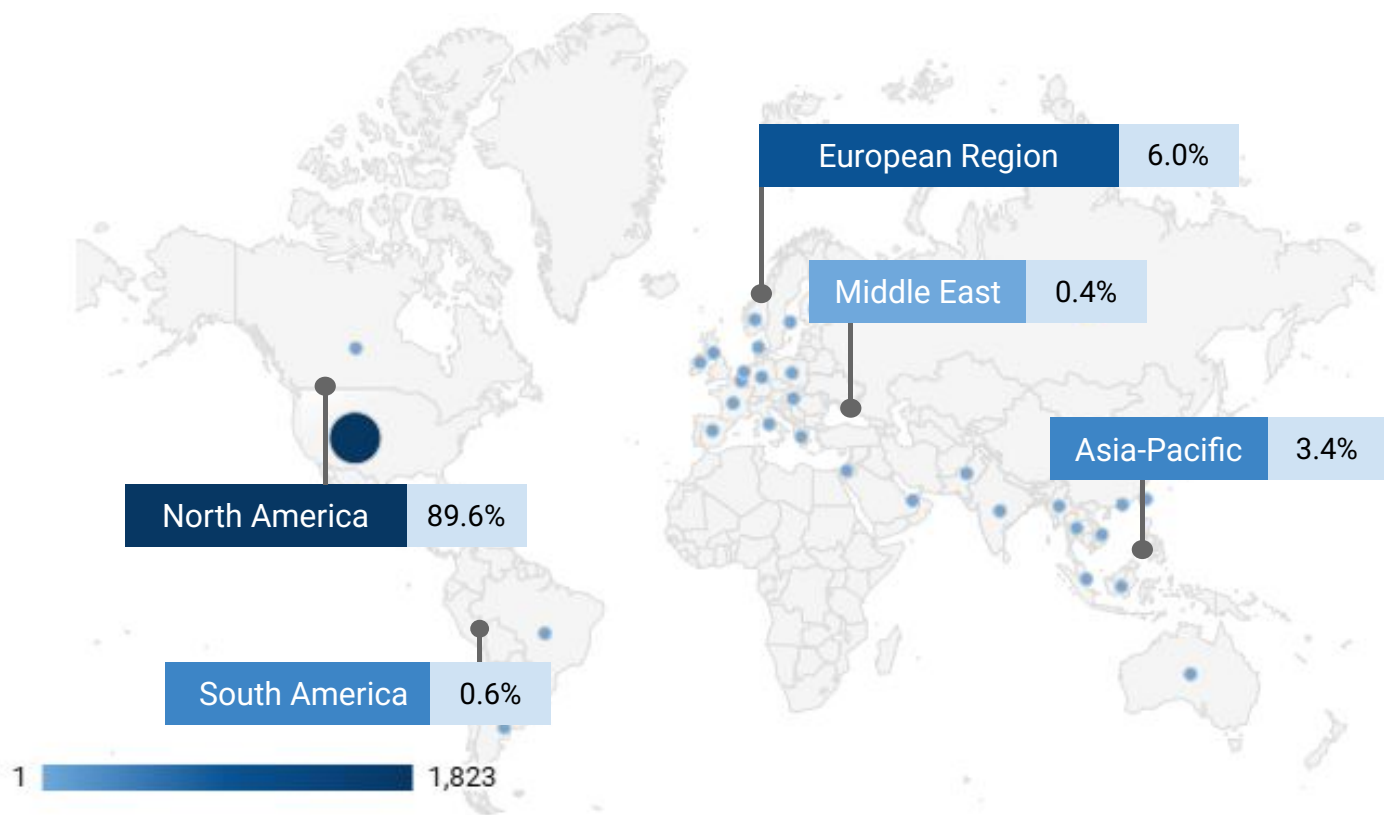 European Region 6.0%
Middle East 0.4%
Asia-Pacific 3.4%
North America 89.6%
South America 0.6%
1 1,823